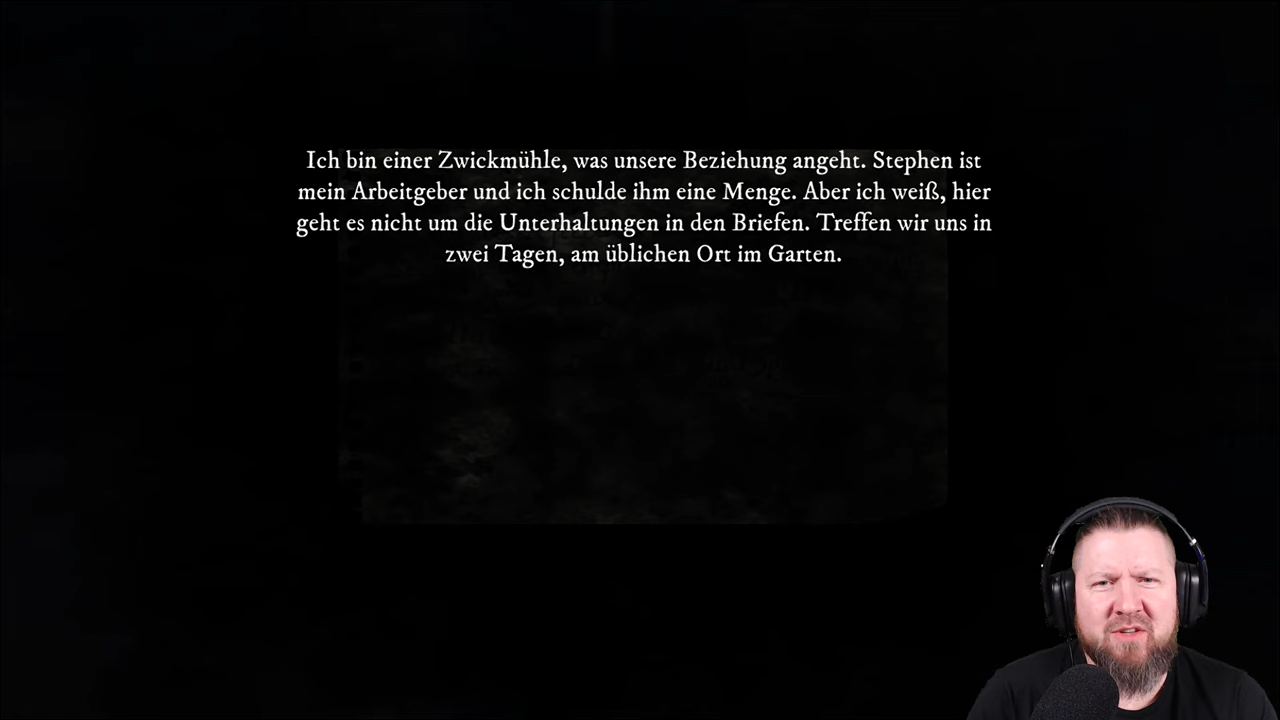 Ich bin einer Zwickmühle, was unsere Beziehung angeht. Stephen ist
mein Arbeitgeber und ich schulde ihm eine Menge. Aber ich weiß, hier
geht es nicht um die Unterhaltungen in den Briefen. Treffen wir uns in
zwei Tagen, am üblichen Ort im Garten.